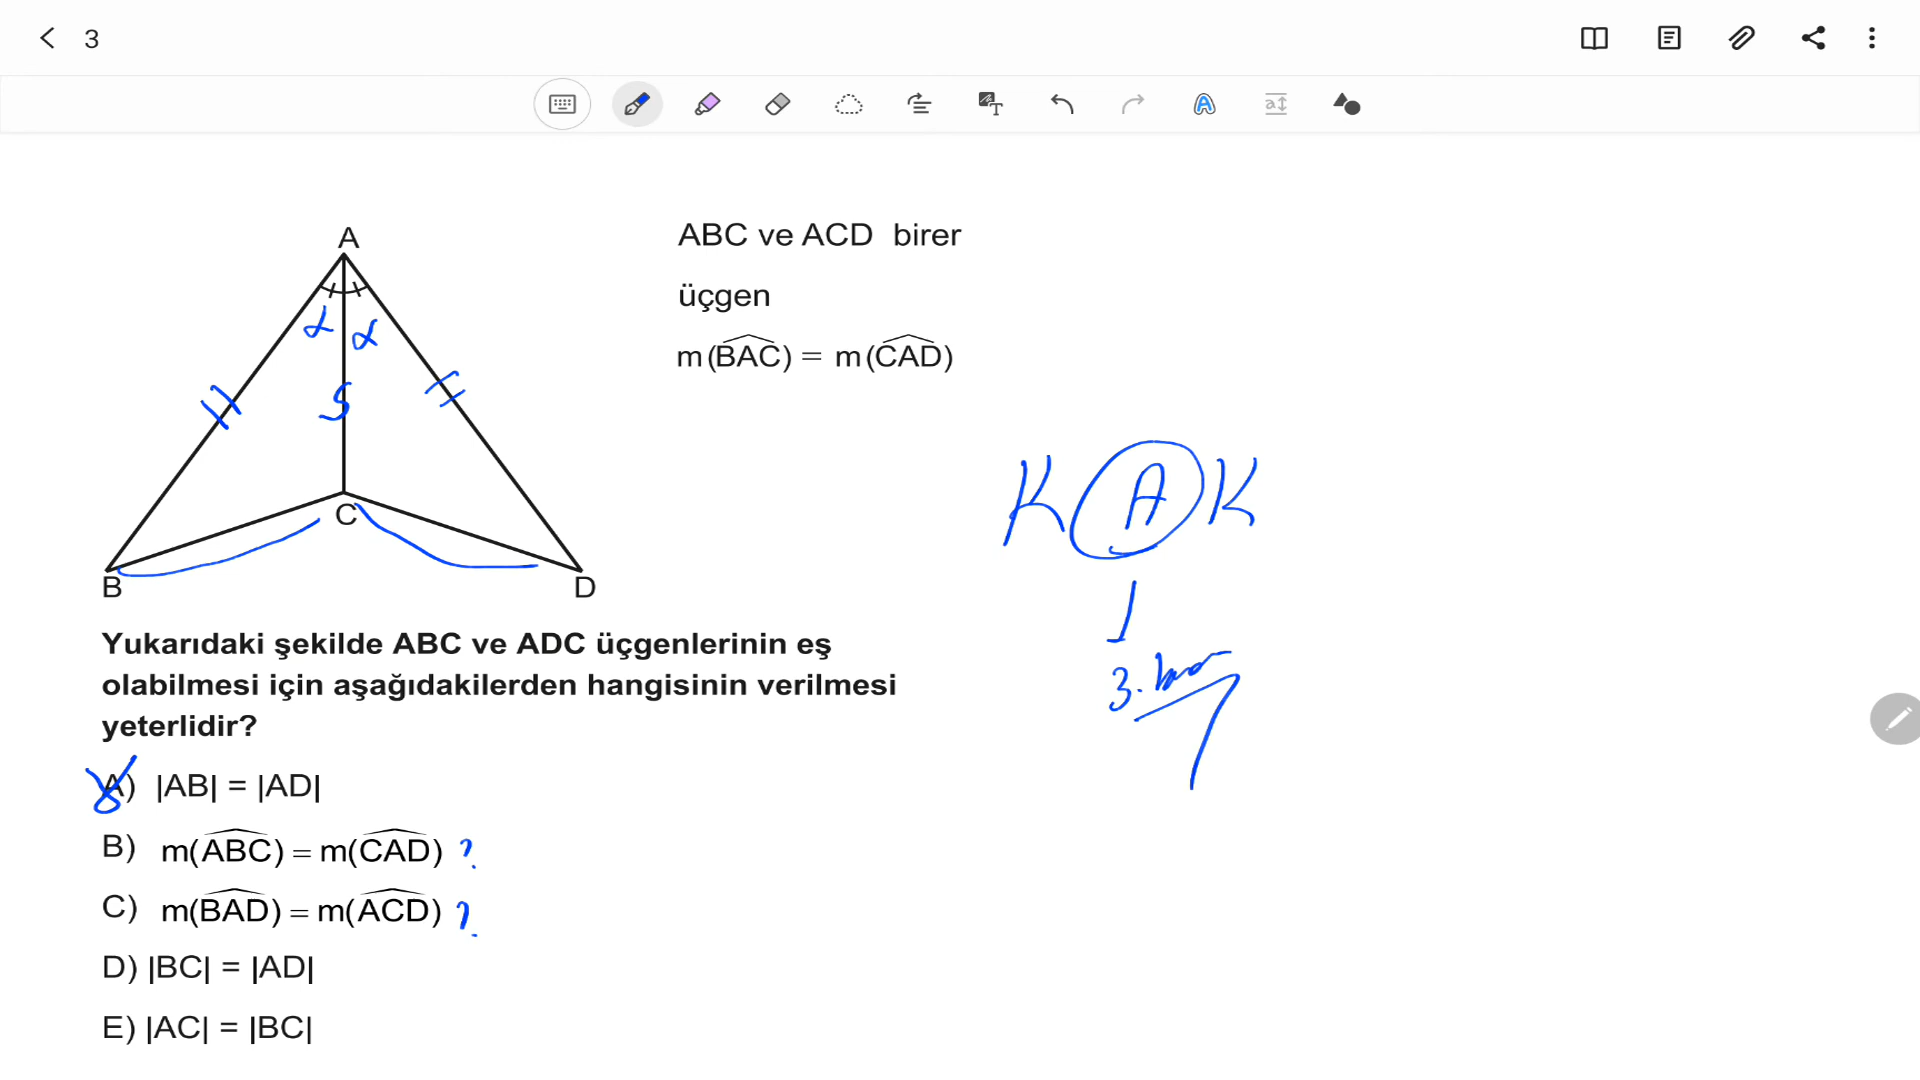 3
A
α α
5
C
B
D
ABC ve ACD birer
üçgen
m(BAC) = m(CAD)
K A K
3.
Yukarıdaki şekilde ABC ve ADC üçgenlerinin eş
olabilmesi için aşağıdakilerden hangisinin verilmesi
yeterlidir?
A) |AB| = |AD|
B) m(ABC) = m(CAD) ?
C) m(BAD) = m(ACD) ?
D) |BC| = |AD|
E) |AC| = |BC|